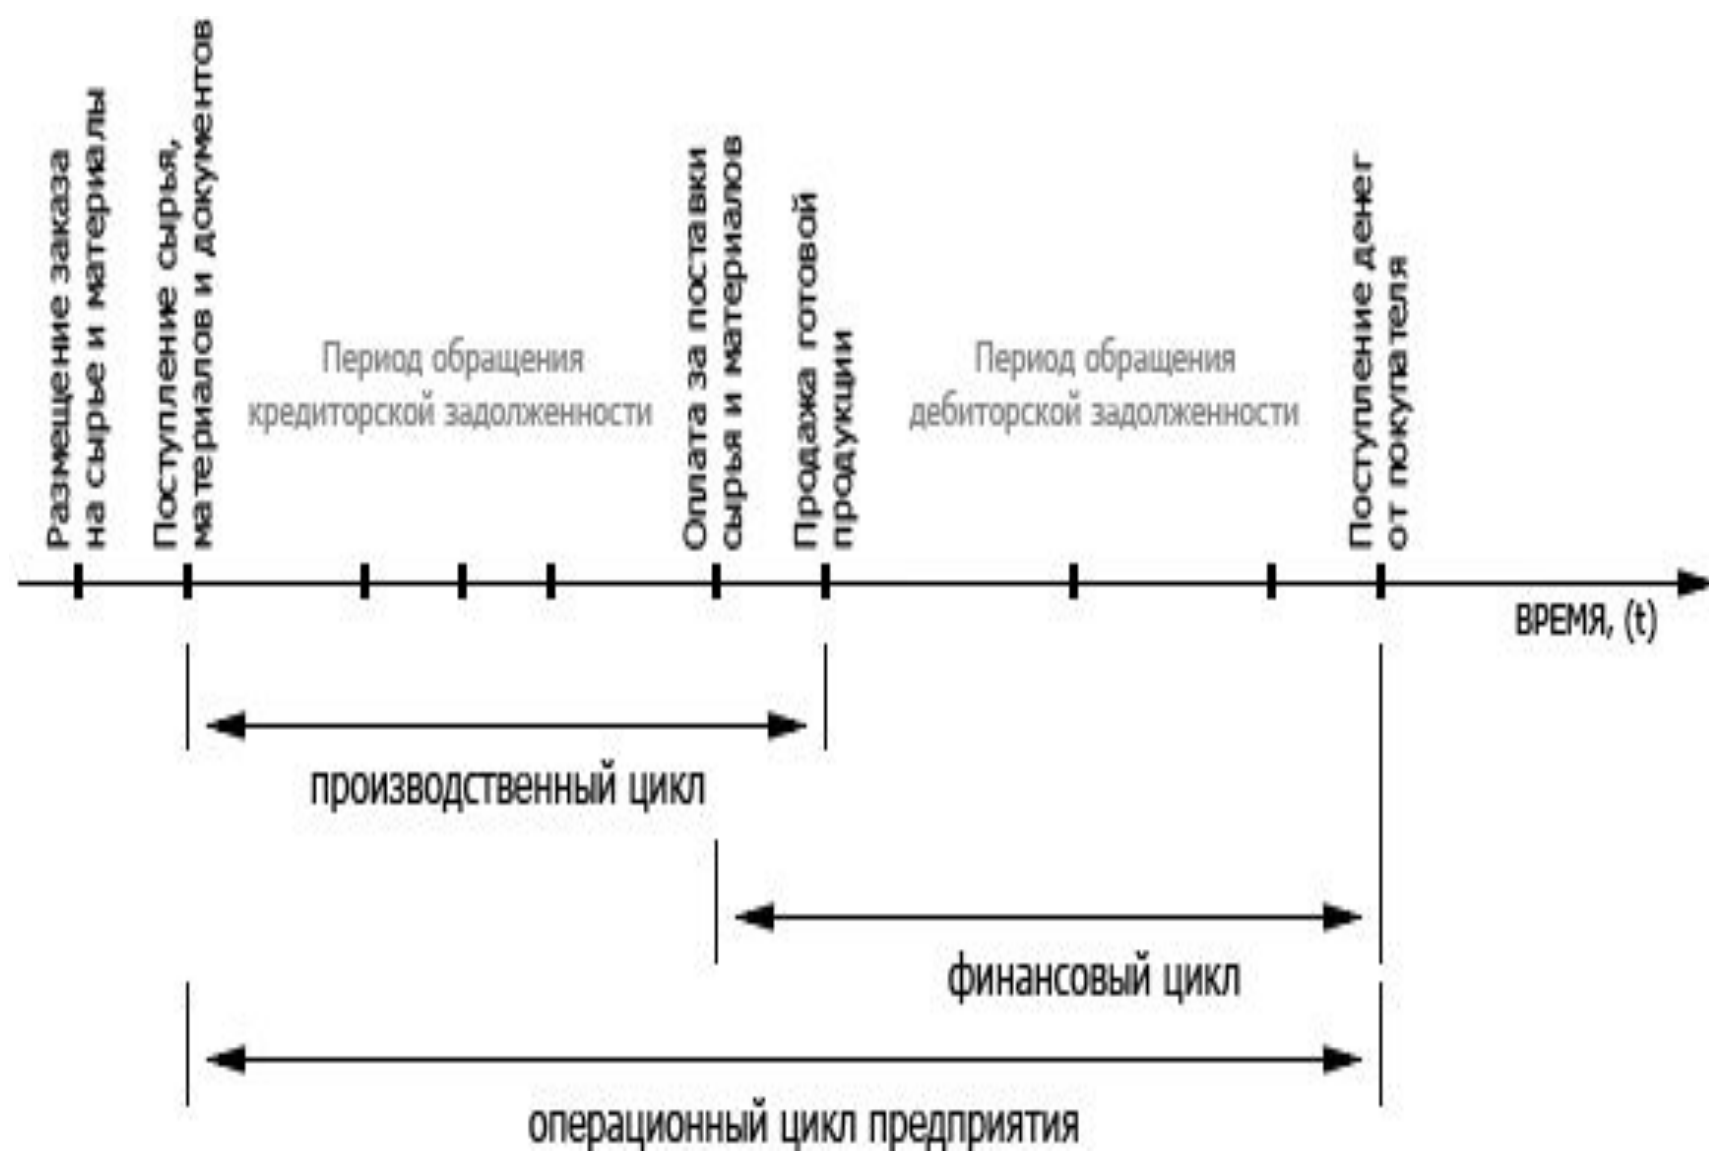 Размещение заказа
на сырье и материалы
Поступление сырья,
материалов и документов
Период обращения
кредиторской задолженности
Оплата за поставки
сырья и материалов
Продажа готовой
продукции
Период обращения
дебиторской задолженности
Поступление денег
от покупателя
ВРЕМЯ, (t)
производственный цикл
финансовый цикл
операционный цикл предприятия